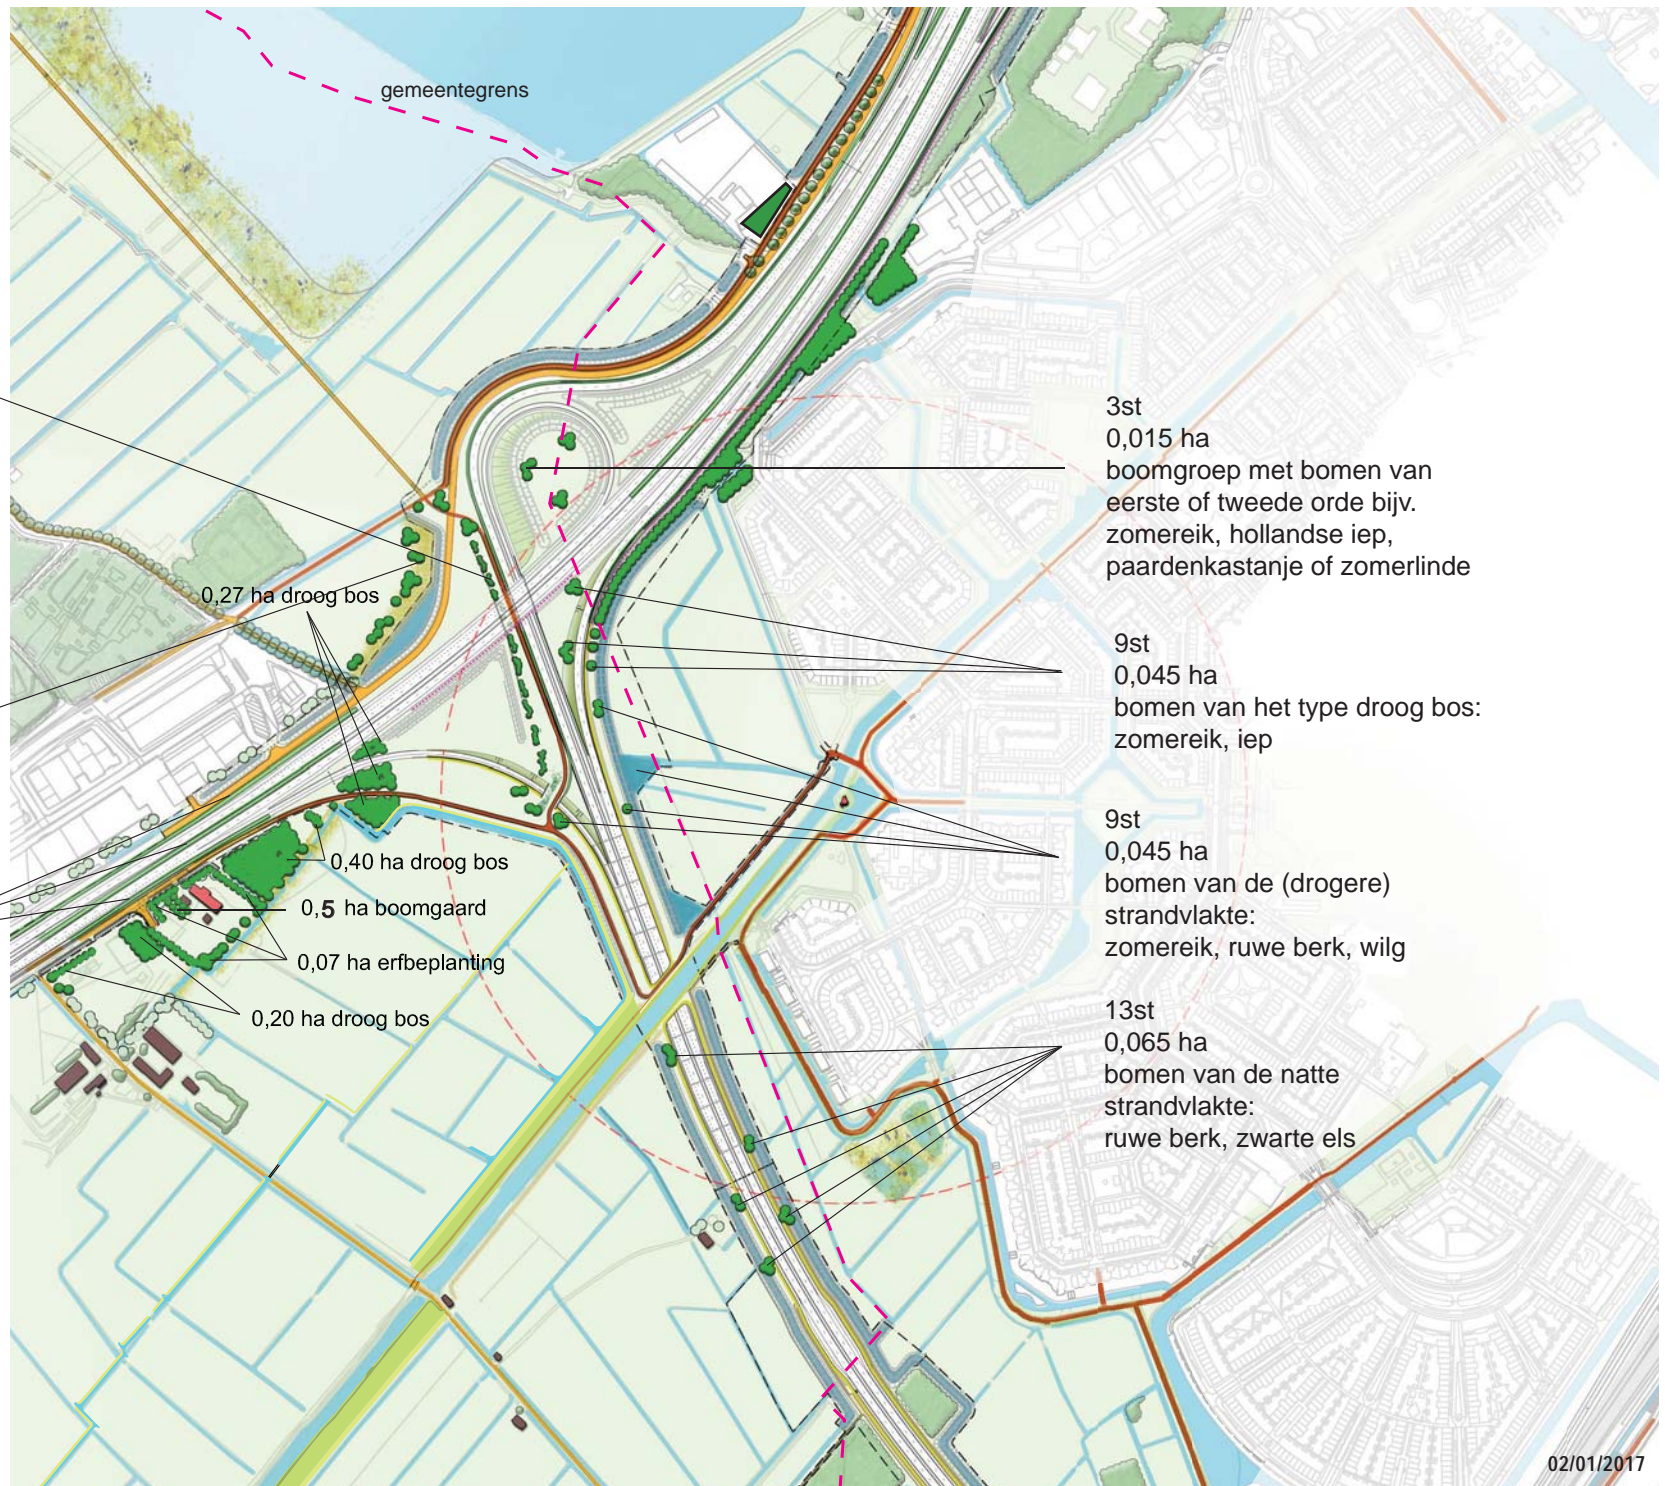 gemeentegrens
3st
0,015 ha
boomgroep met bomen van
eerste of tweede orde bijv.
zomereik, hollandse iep,
paardenkastanje of zomerlinde
0,27 ha droog bos
9st
0,045 ha
bomen van het type droog bos:
zomereik, iep
9st
0,045 ha
bomen van de (drogere)
strandvlakte:
zomereik, ruwe berk, wilg
0,40 ha droog bos
0,5 ha boomgaard
0,07 ha erfbeplanting
0,20 ha droog bos
13st
0,065 ha
bomen van de natte
strandvlakte:
ruwe berk, zwarte els
02/01/2017